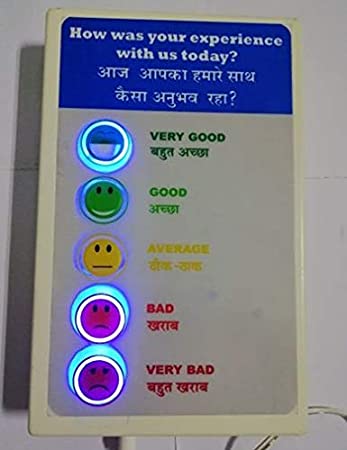 How was your experience
with us today?
आज आपका हमारे साथ
कैसा अनुभव रहा?
VERY GOOD
बहुत अच्छा
GOOD
अच्छा
AVERAGE
ठीक-ठाक
BAD
खराब
VERY BAD
बहुत खराब